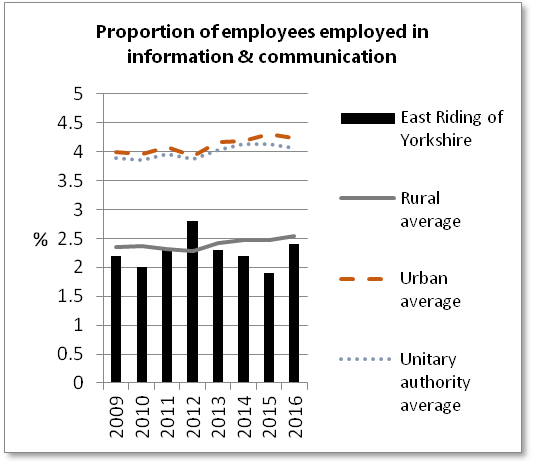 Proportion of employees employed in
information & communication
5
4.5
4
3.5
3
2.5
2
1.5
1
0.5
0
%
2009
2010
2011
2012
2013
2014
2015
2016
East Riding of
Yorkshire
Rural
average
Urban
average
Unitary
authority
average